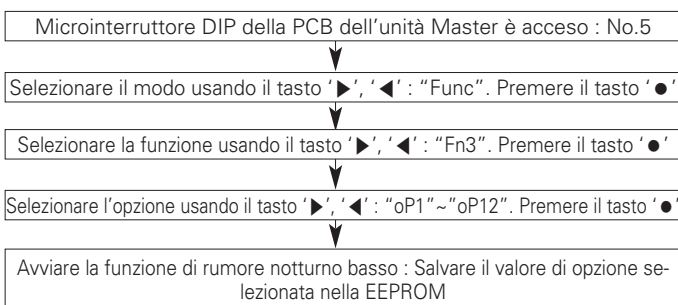 Microinterruttore DIP della PCB dell'unità Master è acceso : No.5
Selezionare il modo usando il tasto ‘▶’, ‘◀’ : “Func”. Premere il tasto ‘●’
Selezionare la funzione usando il tasto ‘▶’, ‘◀’ : “Fn3”. Premere il tasto ‘●’
Selezionare l'opzione usando il tasto ‘▶’, ‘◀’ : “oP1”~”oP12”. Premere il tasto ‘●’
Avviare la funzione di rumore notturno basso : Salvare il valore di opzione se-
lezionata nella EEPROM